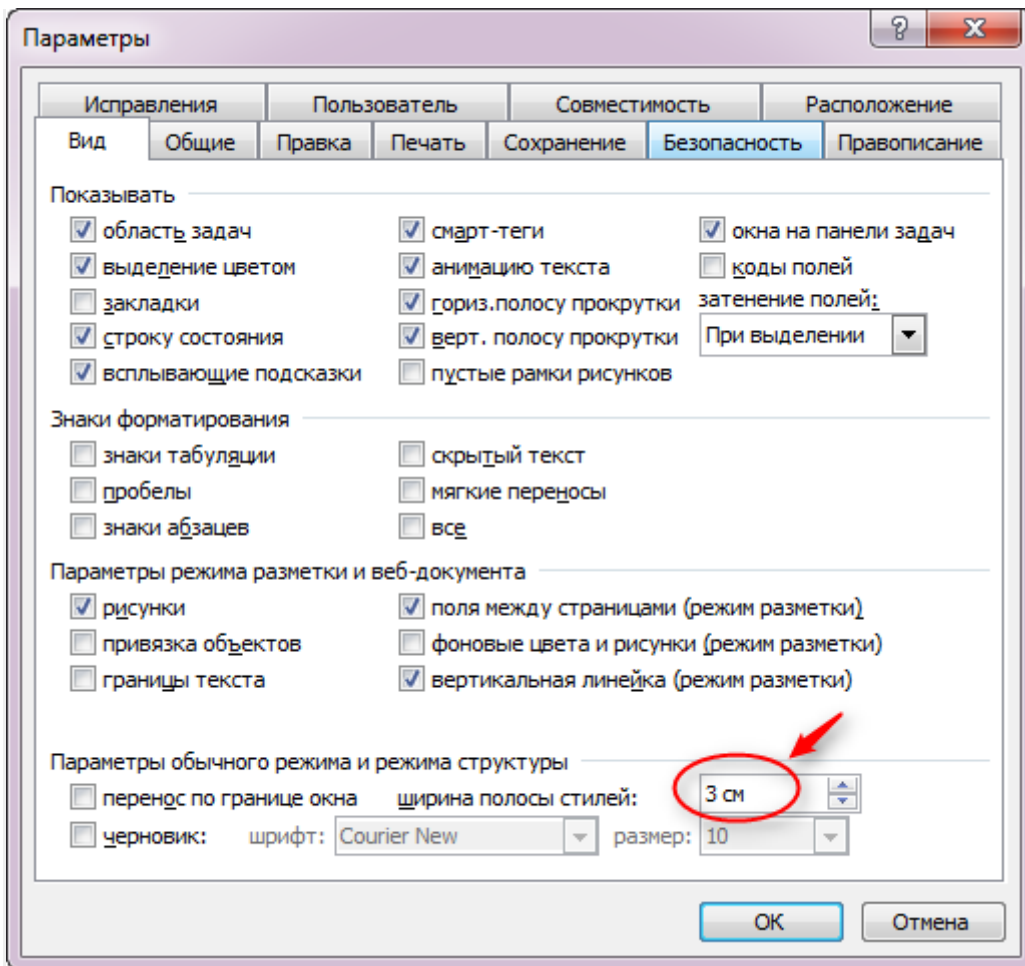 Параметры
Исправления Пользователь Совместимость Расположение
Вид Общие Правка Печать Сохранение Безопасность Правописание
Показывать
область задач смарт-теги окна на панели задач
выделение цветом анимацию текста коды полей
закладки гориз.полосу прокрутки затенение полей:
строку состояния верт. полосу прокрутки При выделении
всплывающие подсказки пустые рамки рисунков
Знаки форматирования
знаки табуляции скрытый текст
пробелы мягкие переносы
знаки абзацев все
Параметры режима разметки и веб-документа
рисунки поля между страницами (режим разметки)
привязка объектов фоновые цвета и рисунки (режим разметки)
границы текста вертикальная линейка (режим разметки)
Параметры обычного режима и режима структуры
перенос по границе окна ширина полосы стилей: 3 см
черновик: шрифт: Courier New размер: 10
ОК Отмена